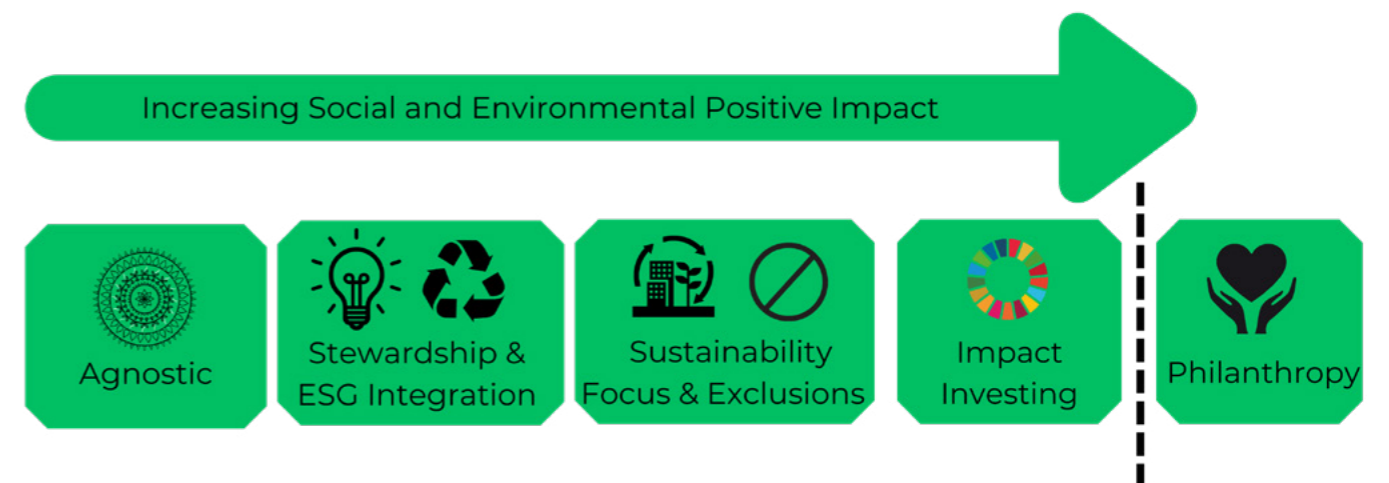 Increasing Social and Environmental Positive Impact
Agnostic
Stewardship &
ESG Integration
Sustainability
Focus & Exclusions
Impact
Investing
Philanthropy